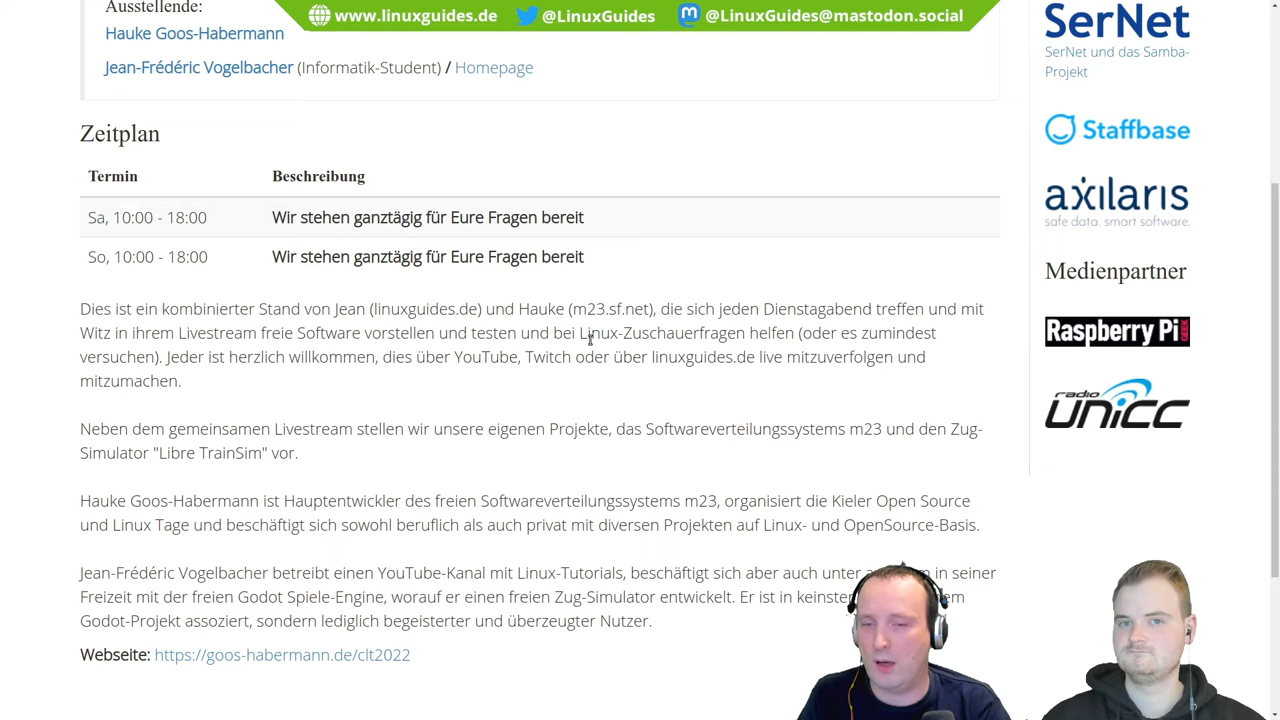 Ausstellende:
www.linuxguides.de @LinuxGuides @LinuxGuides@mastodon.social
Hauke Goos-Habermann
Jean-Frédéric Vogelbacher (Informatik-Student) / Homepage
Zeitplan
Termin Beschreibung
Sa, 10:00 - 18:00 Wir stehen ganztägig für Eure Fragen bereit
So, 10:00 - 18:00 Wir stehen ganztägig für Eure Fragen bereit
Dies ist ein kombinierter Stand von Jean (linuxguides.de) und Hauke (m23.sf.net), die sich jeden Dienstagabend treffen und mit
Witz in ihrem Livestream freie Software vorstellen und testen und bei Linux-Zuschauerfragen helfen (oder es zumindest
versuchen). Jeder ist herzlich willkommen, dies über YouTube, Twitch oder über linuxguides.de live mitzuverfolgen und
mitzumachen.
Neben dem gemeinsamen Livestream stellen wir unsere eigenen Projekte, das Softwareverteilungssystems m23 und den Zug-
Simulator "Libre TrainSim" vor.
Hauke Goos-Habermann ist Hauptentwickler des freien Softwareverteilungssystems m23, organisiert die Kieler Open Source
und Linux Tage und beschäftigt sich sowohl beruflich als auch privat mit diversen Projekten auf Linux- und OpenSource-Basis.
Jean-Frédéric Vogelbacher betreibt einen YouTube-Kanal mit Linux-Tutorials, beschäftigt sich aber auch unter in seiner
Freizeit mit der freien Godot Spiele-Engine, worauf er einen freien Zug-Simulator entwickelt. Er ist in
Godot-Projekt assoziert, sondern lediglich begeisterter und überzeugter Nutzer.
Webseite: https://goos-habermann.de/clt2022
SerNet
SerNet und das Samba-
Projekt
Staffbase
axilaris
safe data. smart software.
Medienpartner
Raspberry Pi GEEK
radio
UNiCC